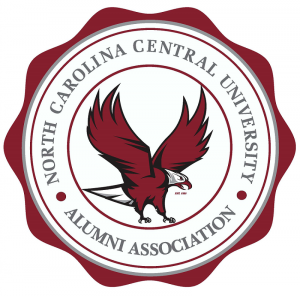 NORTH CAROLINA CENTRAL UNIVERSITY
ALUMNI ASSOCIATION